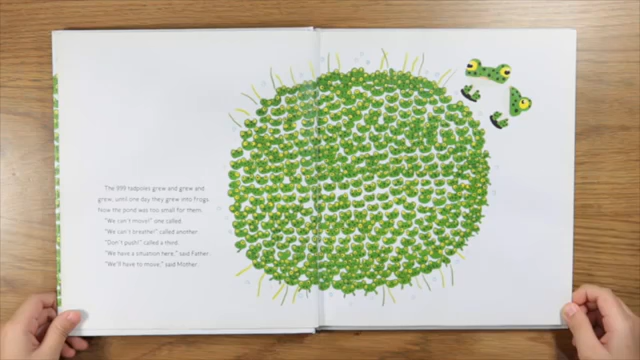 The 999 tadpoles grew and grew and
grew, until one day they grew into frogs.
Now the pond was too small for them.
"We can't move!" one called.
"We can't breathe!" called another.
"Don't push!" called a third.
"We have a situation here," said Father.
"We'll have to move," said Mother.